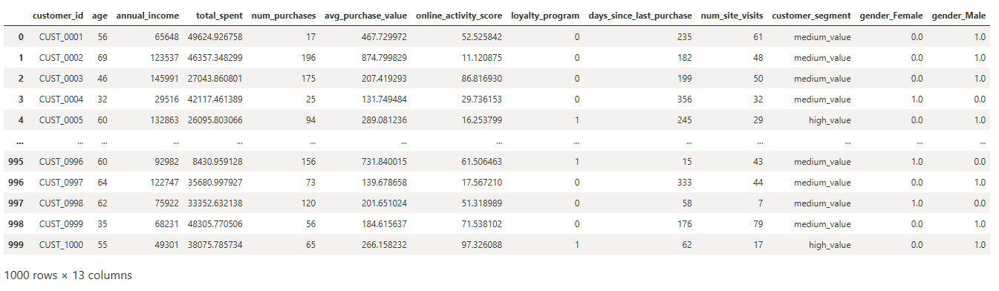 customer_id age annual_income total_spent num_purchases avg_purchase_value online_activity_score loyalty_program days_since_last_purchase num_site_visits customer_segment gender_Female gender_Male
0 CUST_0001 56 65648 49624.926758 17 467.729972 52.525842 0 235 61 medium_value 0.0 1.0
1 CUST_0002 69 123537 46357.348299 196 874.799829 11.120875 0 182 48 medium_value 0.0 1.0
2 CUST_0003 46 145991 27043.860801 175 207.419293 86.816930 0 199 50 medium_value 0.0 1.0
3 CUST_0004 32 29516 42117.461389 25 131.749484 29.736153 0 356 32 medium_value 1.0 0.0
4 CUST_0005 60 132863 26095.803066 94 289.081236 16.253799 1 245 29 high_value 0.0 1.0
... ... ... ... ... ... ... ... ... ... ... ... ... ...
995 CUST_0996 60 92982 8430.959128 156 731.840015 61.506463 1 15 43 medium_value 1.0 0.0
996 CUST_0997 64 122747 35680.997927 73 139.678658 17.567210 0 333 44 medium_value 0.0 1.0
997 CUST_0998 62 75922 33352.632138 120 201.651024 51.318989 0 58 7 medium_value 1.0 0.0
998 CUST_0999 35 68231 48305.770506 56 184.615637 71.538102 0 176 79 medium_value 0.0 1.0
999 CUST_1000 55 49301 38075.785734 65 266.158232 97.326088 1 62 17 high_value 0.0 1.0
1000 rows × 13 columns